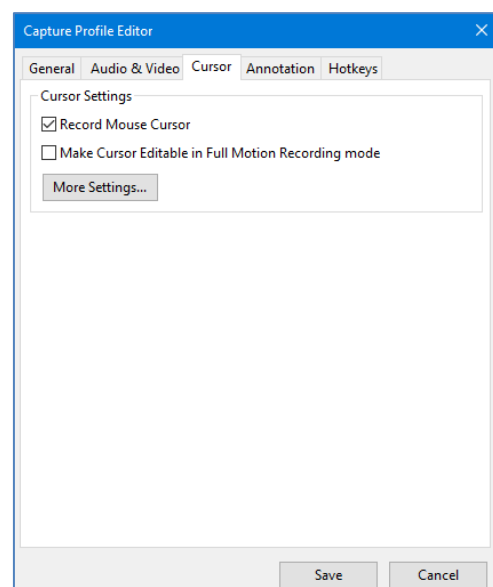 Capture Profile Editor
General Audio & Video Cursor Annotation Hotkeys
Cursor Settings
Record Mouse Cursor
Make Cursor Editable in Full Motion Recording mode
More Settings...
Save Cancel